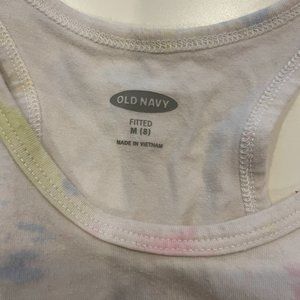 OLD NAVY
FITTED
M (8)
MADE IN VIETNAM